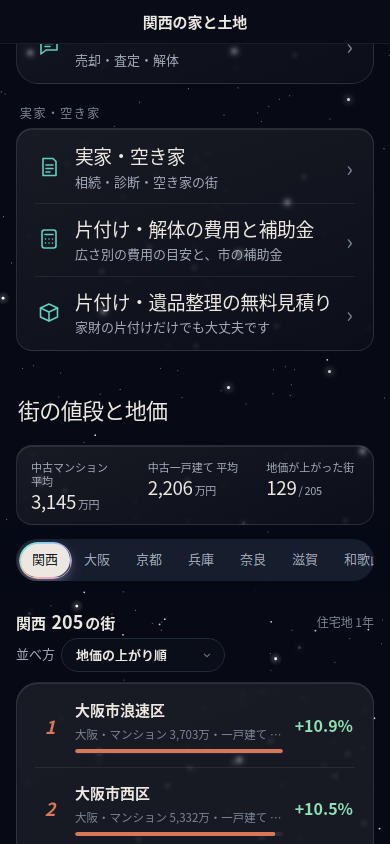 関西の家と土地
売却・査定・解体
実家・空き家
実家・空き家
相続・診断・空き家の街
片付け・解体の費用と補助金
広さ別の費用の目安と、市の補助金
片付け・遺品整理の無料見積り
家財の片付けだけでも大丈夫です
街の値段と地価
中古マンション 平均
3,145万円
中古一戸建て 平均
2,206万円
地価が上がった街
129 / 205
関西 大阪 京都 兵庫 奈良 滋賀 和歌
関西 205の街
住宅地 1年
並べ方 地価の上がり順
1
大阪市浪速区
大阪・マンション 3,703万・一戸建て …
+10.9%
2
大阪市西区
大阪・マンション 5,332万・一戸建て …
+10.5%